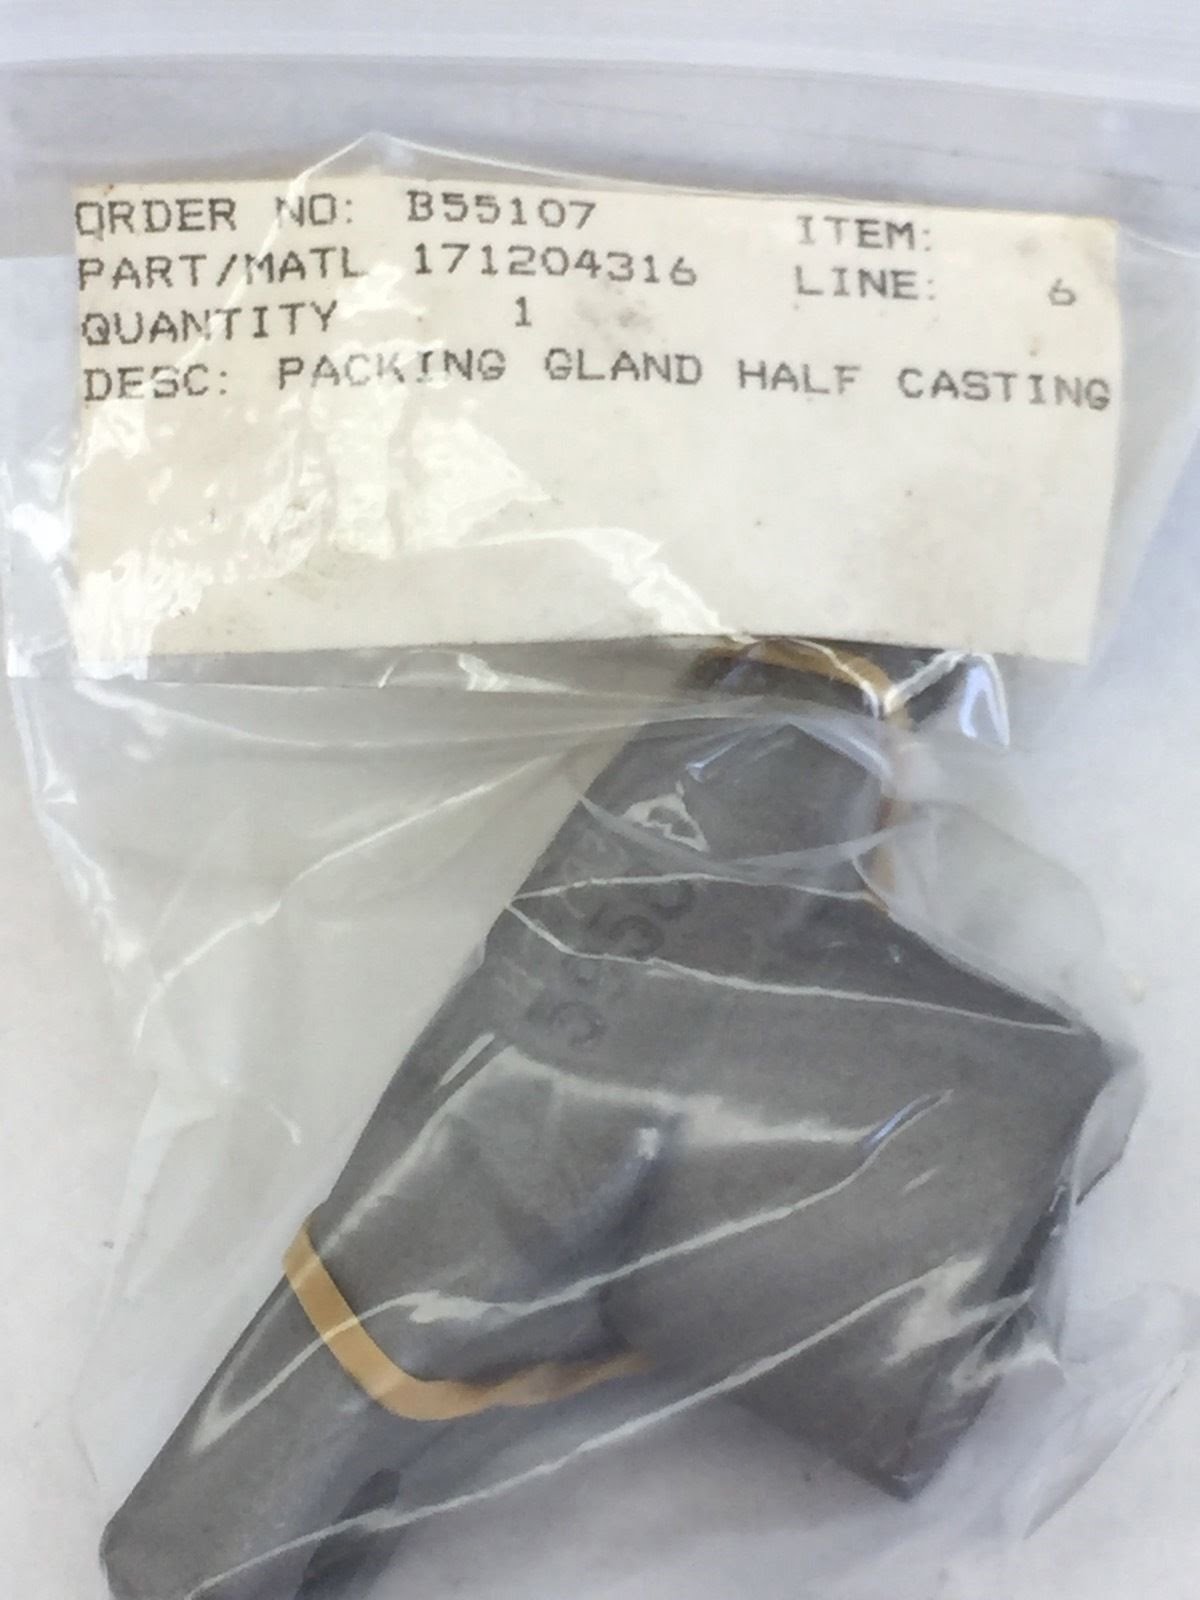 ORDER NO: B55107 ITEM:
PART/MATL 171204316 LINE: 6
QUANTITY 1
DESC: PACKING GLAND HALF CASTING